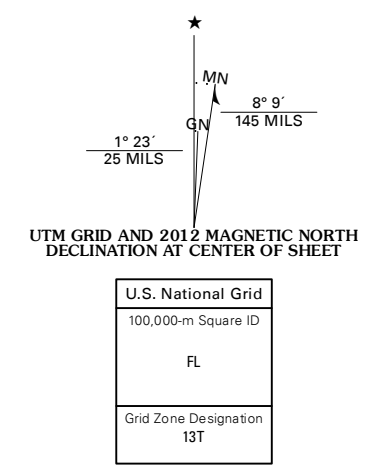 ★
MN
GN
8° 9´
145 MILS
1° 23´
25 MILS
UTM GRID AND 2012 MAGNETIC NORTH
DECLINATION AT CENTER OF SHEET
U.S. National Grid
100,000-m Square ID
FL
Grid Zone Designation
13T